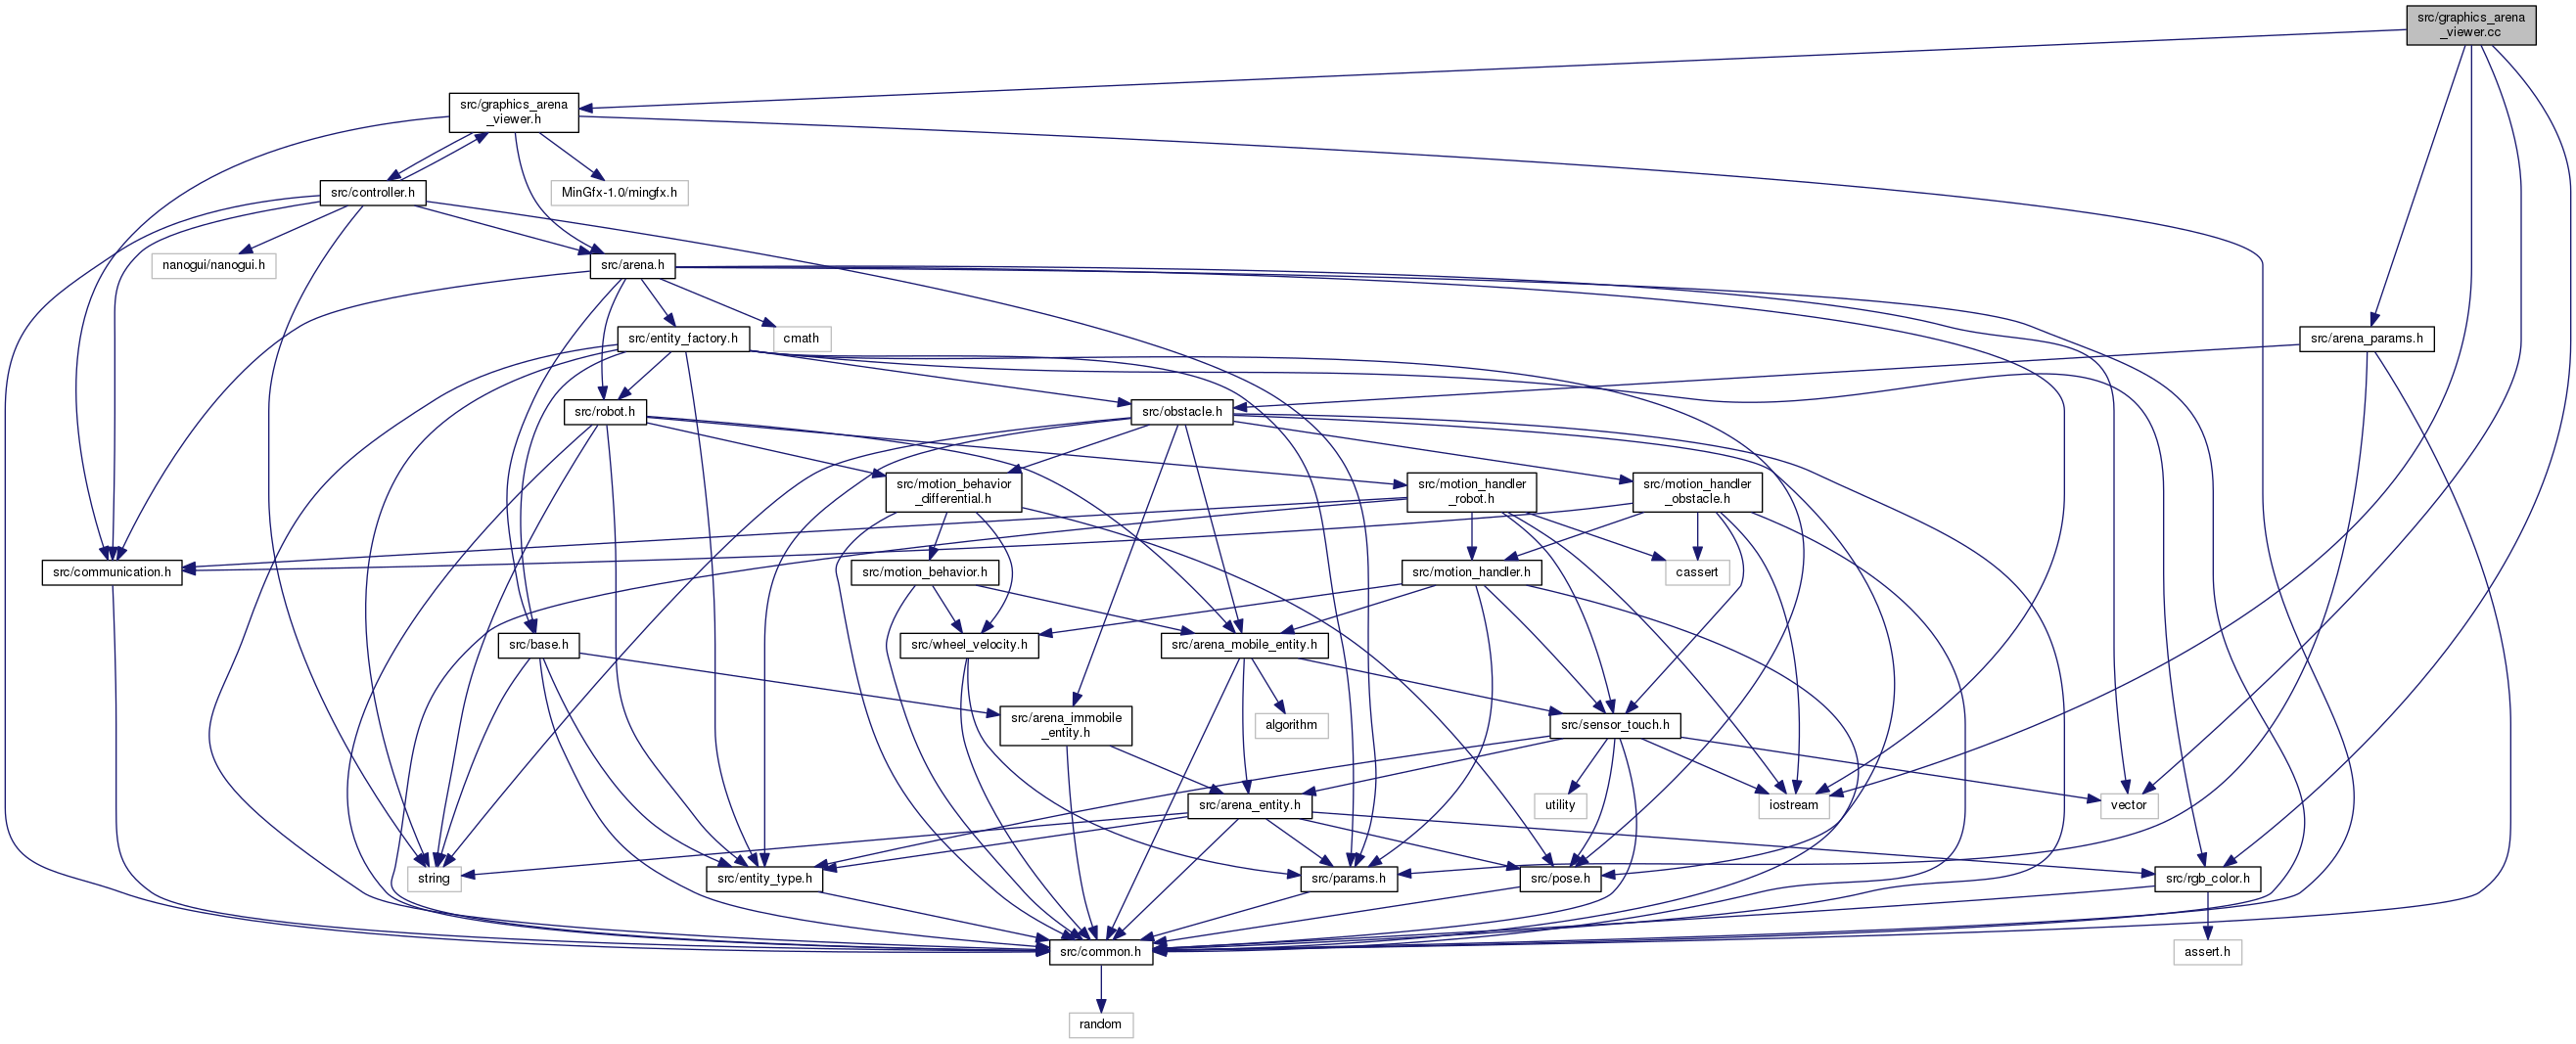 src/graphics_arena
_viewer.cc
src/graphics_arena
_viewer.h
src/controller.h
MinGfx-1.0/mingfx.h
nanogui/nanogui.h
src/arena.h
src/entity_factory.h
cmath
src/arena_params.h
src/robot.h
src/obstacle.h
src/motion_behavior
_differential.h
src/motion_handler
_robot.h
src/motion_handler
_obstacle.h
src/communication.h
src/motion_behavior.h
src/motion_handler.h
cassert
src/base.h
src/wheel_velocity.h
src/arena_mobile_entity.h
src/arena_immobile
_entity.h
algorithm
src/sensor_touch.h
src/arena_entity.h
utility
iostream
vector
string
src/entity_type.h
src/params.h
src/pose.h
src/rgb_color.h
src/common.h
assert.h
random